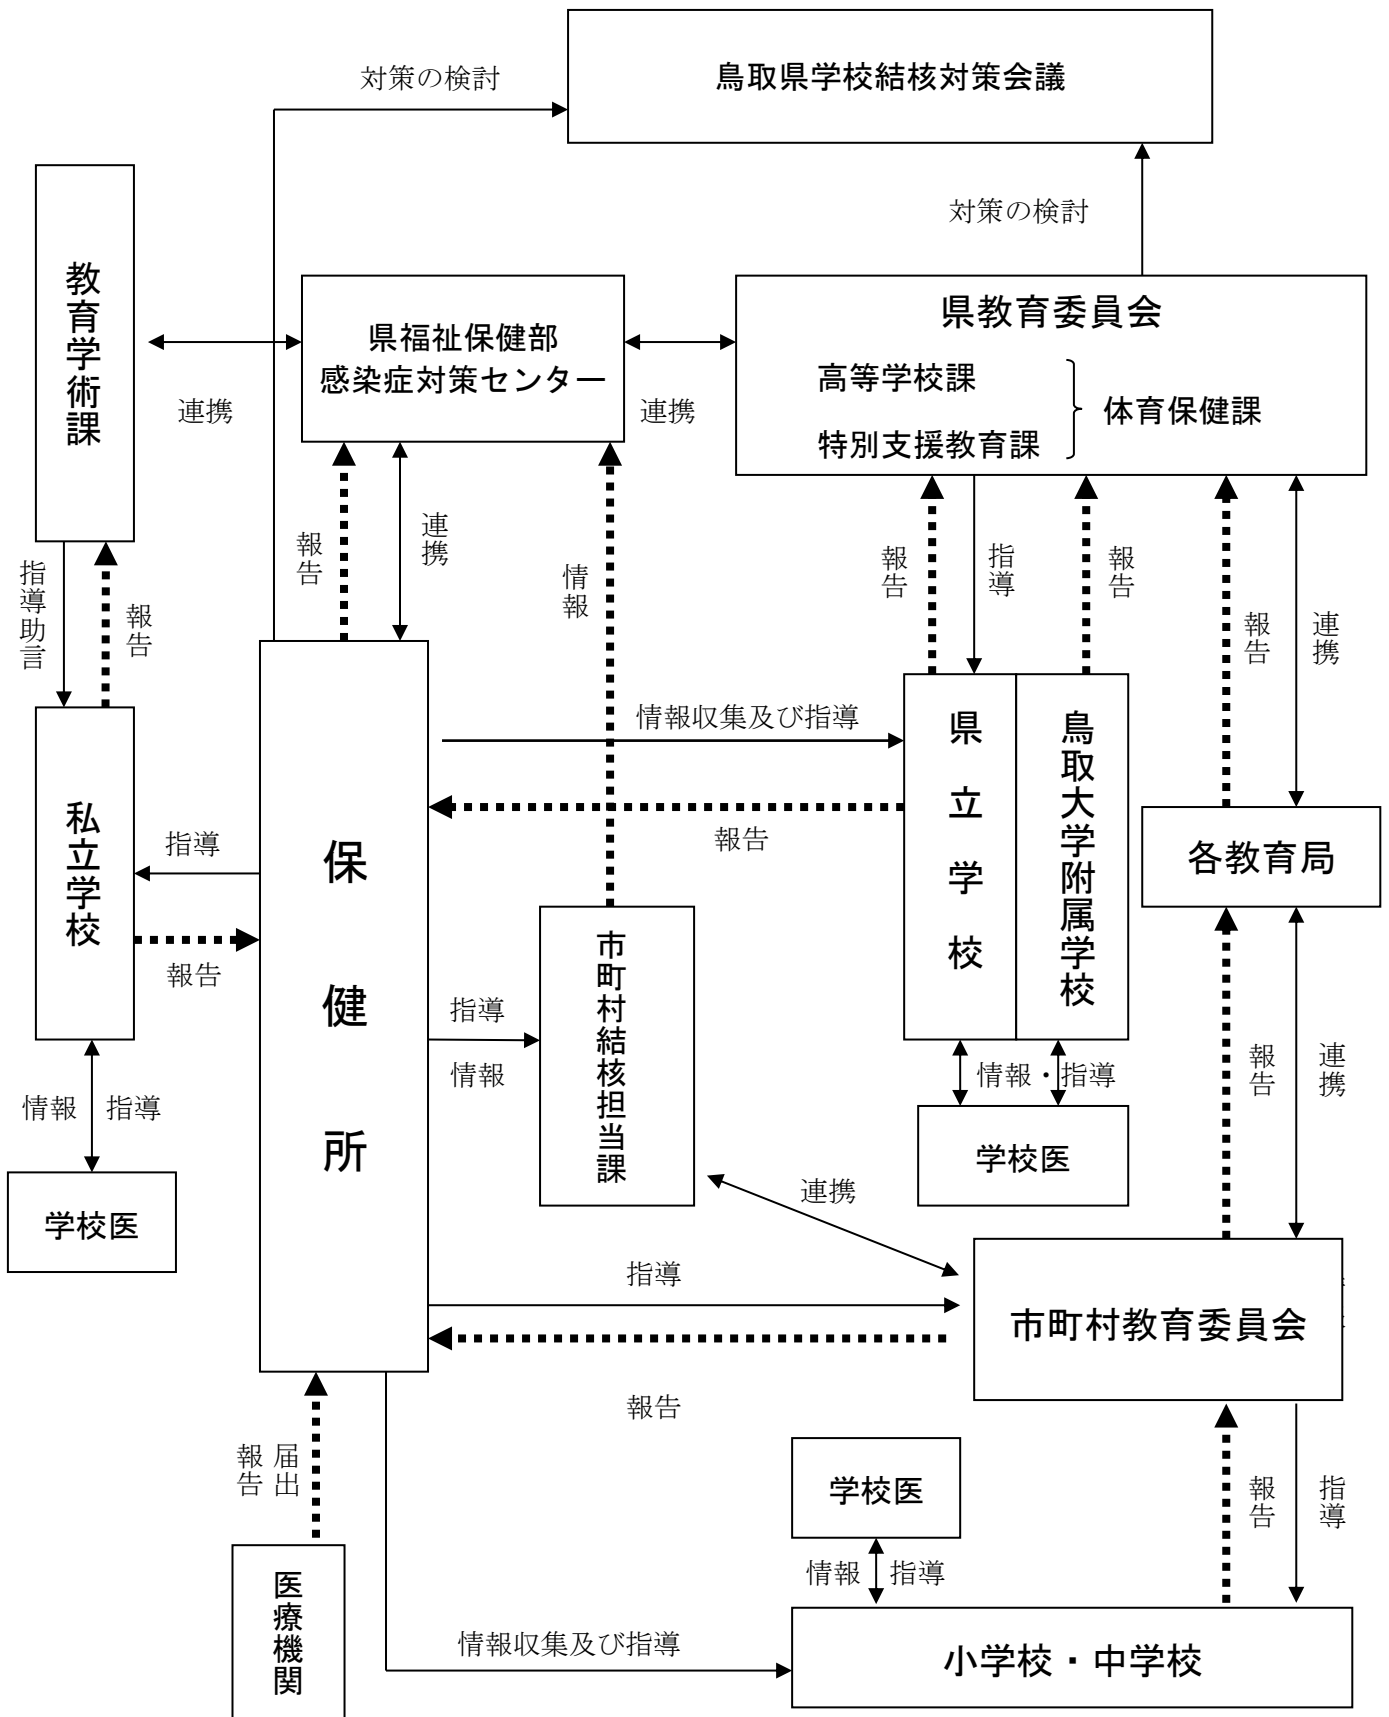 対策の検討
鳥取県学校結核対策会議
対策の検討
教育学術課
県福祉保健部
感染症対策センター
県教育委員会
高等学校課
特別支援教育課
体育保健課
連携
連携
指導助言
報告
報告
連携
情報
報告
指導
報告
報告
連携
情報収集及び指導
報告
私立学校
指導
報告
保健所
県立学校
鳥取大学附属学校
各教育局
市町村結核担当課
指導
情報
情報・指導
学校医
報告
連携
情報
指導
学校医
連携
指導
報告
市町村教育委員会
報告
届出
医療機関
学校医
情報
指導
報告
指導
情報収集及び指導
小学校・中学校